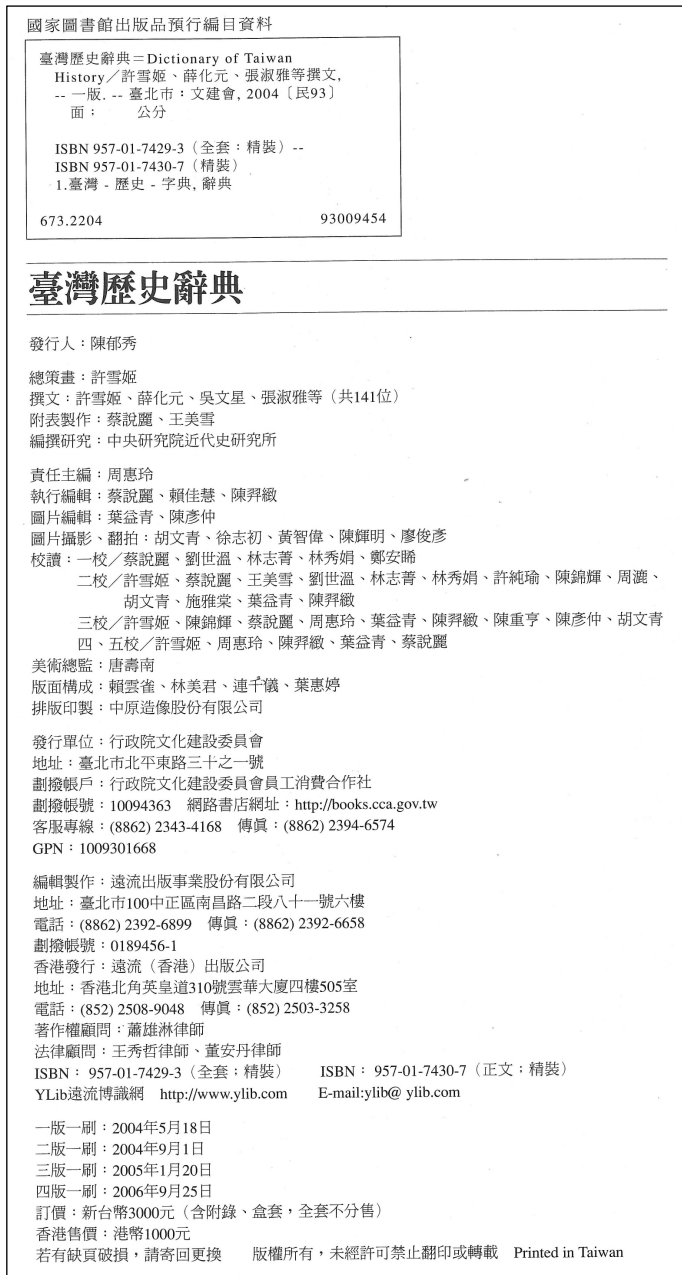 國家圖書館出版品預行編目資料
臺灣歷史辭典=Dictionary of Taiwan
History／許雪姬、薛化元、張淑雅等撰文,
-- 一版. -- 臺北市：文建會, 2004〔民93〕
面； 公分
ISBN 957-01-7429-3（全套：精裝）--
ISBN 957-01-7430-7（精裝）
1.臺灣 - 歷史 - 字典, 辭典
673.2204 93009454
臺灣歷史辭典
發行人：陳郁秀
總策畫：許雪姬
撰文：許雪姬、薛化元、吳文星、張淑雅等（共141位）
附表製作：蔡說麗、王美雪
編撰研究：中央研究院近代史研究所
責任主編：周惠玲
執行編輯：蔡說麗、賴佳慧、陳羿緻
圖片編輯：葉益青、陳彥仲
圖片攝影、翻拍：胡文青、徐志初、黃智偉、陳輝明、廖俊彥
校讀：一校／蔡說麗、劉世溫、林志菁、林秀娟、鄭安晞
二校／許雪姬、蔡說麗、王美雪、劉世溫、林志菁、林秀娟、許純瑜、陳錦輝、周漉、
胡文青、施雅棠、葉益青、陳羿緻
三校／許雪姬、陳錦輝、蔡說麗、周惠玲、葉益青、陳羿緻、陳重亨、陳彥仲、胡文青
四、五校／許雪姬、周惠玲、陳羿緻、葉益青、蔡說麗
美術總監：唐壽南
版面構成：賴雲雀、林美君、連千儀、葉惠婷
排版印製：中原造像股份有限公司
發行單位：行政院文化建設委員會
地址：臺北市北平東路三十之一號
劃撥帳戶：行政院文化建設委員會員工消費合作社
劃撥帳號：10094363 網路書店網址：http://books.cca.gov.tw
客服專線：(8862) 2343-4168 傳眞：(8862) 2394-6574
GPN：1009301668
編輯製作：遠流出版事業股份有限公司
地址：臺北市100中正區南昌路二段八十一號六樓
電話：(8862) 2392-6899 傳眞：(8862) 2392-6658
劃撥帳號：0189456-1
香港發行：遠流（香港）出版公司
地址：香港北角英皇道310號雲華大廈四樓505室
電話：(852) 2508-9048 傳眞：(852) 2503-3258
著作權顧問：蕭雄淋律師
法律顧問：王秀哲律師、董安丹律師
ISBN： 957-01-7429-3（全套；精裝） ISBN： 957-01-7430-7（正文；精裝）
YLib遠流博識網 http://www.ylib.com E-mail:ylib@ ylib.com
一版一刷：2004年5月18日
二版一刷：2004年9月1日
三版一刷：2005年1月20日
四版一刷：2006年9月25日
訂價：新台幣3000元（含附錄、盒套，全套不分售）
香港售價：港幣1000元
若有缺頁破損，請寄回更換 版權所有，未經許可禁止翻印或轉載 Printed in Taiwan